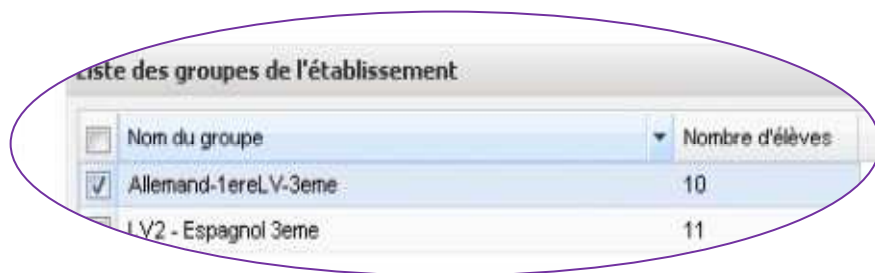 Liste des groupes de l'établissement
Nom du groupe Nombre d'élèves
Allemand-1ereLV-3eme 10
LV2 - Espagnol 3eme 11